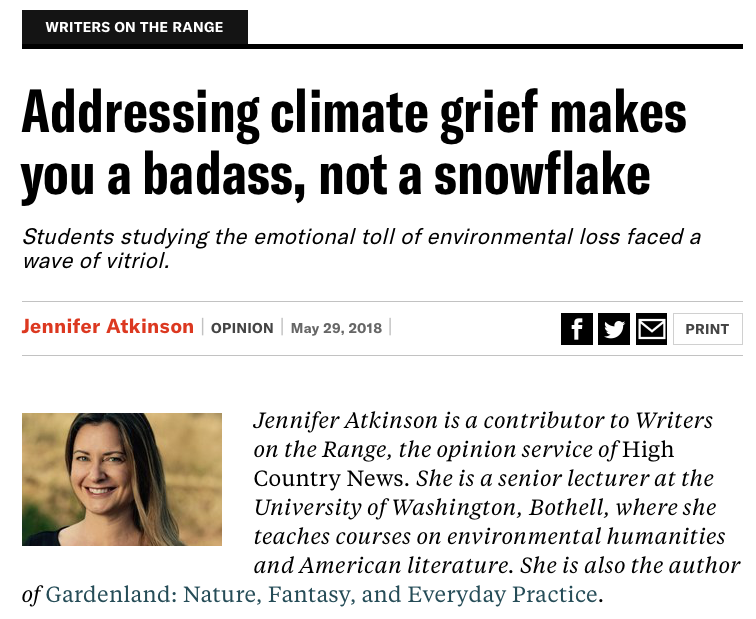 WRITERS ON THE RANGE
Addressing climate grief makes
you a badass, not a snowflake
Students studying the emotional toll of environmental loss faced a
wave of vitriol.
Jennifer Atkinson | OPINION | May 29, 2018 |
PRINT
Jennifer Atkinson is a contributor to Writers
on the Range, the opinion service of High
Country News. She is a senior lecturer at the
University of Washington, Bothell, where she
teaches courses on environmental humanities
and American literature. She is also the author
of Gardenland: Nature, Fantasy, and Everyday Practice.